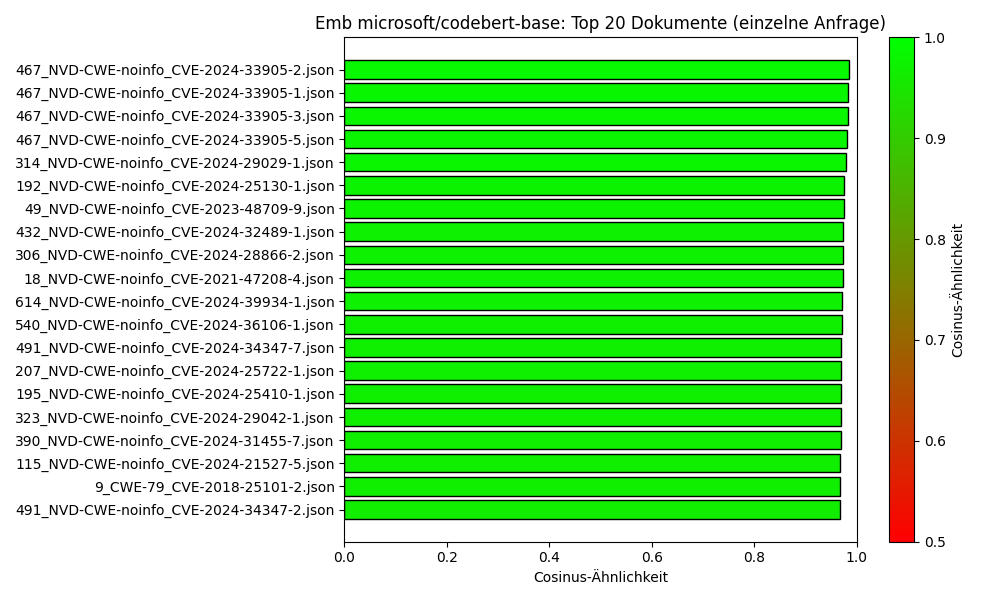 Emb microsoft/codebert-base: Top 20 Dokumente (einzelne Anfrage)
467_NVD-CWE-noinfo_CVE-2024-33905-2.json
467_NVD-CWE-noinfo_CVE-2024-33905-1.json
467_NVD-CWE-noinfo_CVE-2024-33905-3.json
467_NVD-CWE-noinfo_CVE-2024-33905-5.json
314_NVD-CWE-noinfo_CVE-2024-29029-1.json
192_NVD-CWE-noinfo_CVE-2024-25130-1.json
49_NVD-CWE-noinfo_CVE-2023-48709-9.json
432_NVD-CWE-noinfo_CVE-2024-32489-1.json
306_NVD-CWE-noinfo_CVE-2024-28866-2.json
18_NVD-CWE-noinfo_CVE-2021-47208-4.json
614_NVD-CWE-noinfo_CVE-2024-39934-1.json
540_NVD-CWE-noinfo_CVE-2024-36106-1.json
491_NVD-CWE-noinfo_CVE-2024-34347-7.json
207_NVD-CWE-noinfo_CVE-2024-25722-1.json
195_NVD-CWE-noinfo_CVE-2024-25410-1.json
323_NVD-CWE-noinfo_CVE-2024-29042-1.json
390_NVD-CWE-noinfo_CVE-2024-31455-7.json
115_NVD-CWE-noinfo_CVE-2024-21527-5.json
9_CWE-79_CVE-2018-25101-2.json
491_NVD-CWE-noinfo_CVE-2024-34347-2.json
0.0 0.2 0.4 0.6 0.8 1.0
Cosinus-Ähnlichkeit
1.0
0.9
0.8
0.7
0.6
0.5
Cosinus-Ähnlichkeit